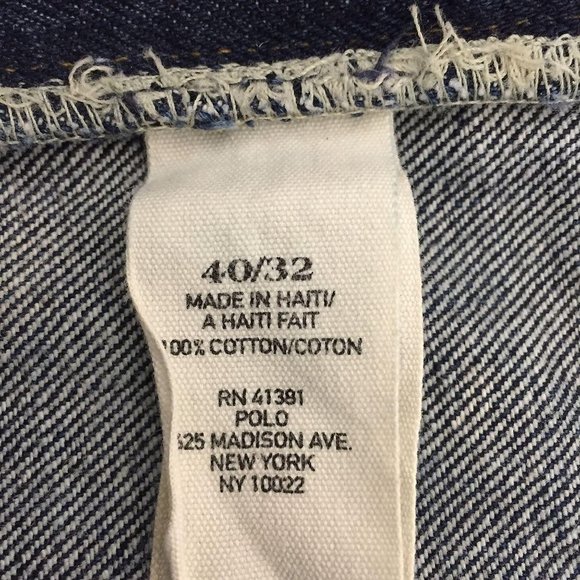 40/32
MADE IN HAITI/
A HAITI FAIT
100% COTTON/COTON
RN 41381
POLO
625 MADISON AVE.
NEW YORK
NY 10022